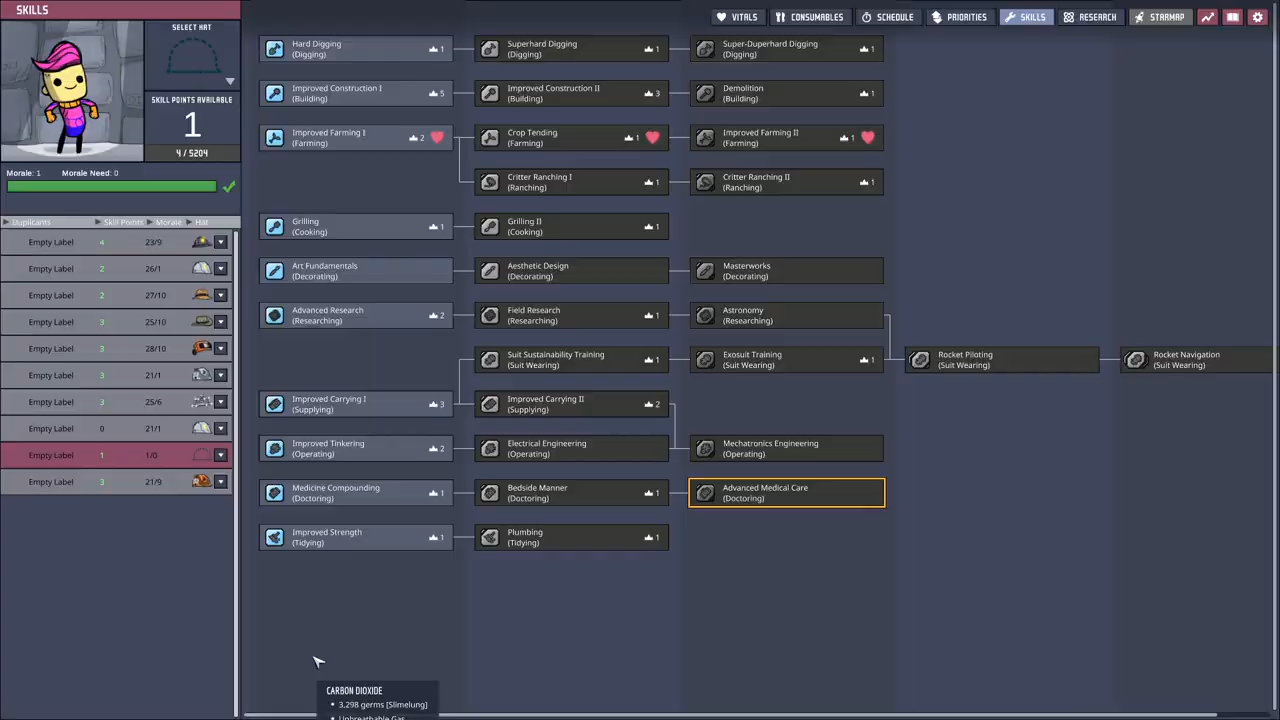 SKILLS
VITALS
CONSUMABLES
SCHEDULE
PRIORITIES
SKILLS
RESEARCH
STARMAP
SELECT HAT
SKILL POINTS AVAILABLE
1
4 / 5204
Morale: 1
Morale Need: 0
Duplicants
Skill Points
Morale
Hat
Empty Label 4 23/9
Empty Label 2 26/1
Empty Label 2 27/10
Empty Label 3 25/10
Empty Label 3 28/10
Empty Label 3 21/1
Empty Label 3 25/6
Empty Label 0 21/1
Empty Label 1 1/0
Empty Label 3 21/9
Hard Digging
(Digging)
1
Superhard Digging
(Digging)
1
Super-Duperhard Digging
(Digging)
1
Improved Construction I
(Building)
5
Improved Construction II
(Building)
3
Demolition
(Building)
1
Improved Farming I
(Farming)
2
Crop Tending
(Farming)
1
Improved Farming II
(Farming)
1
Critter Ranching I
(Ranching)
1
Critter Ranching II
(Ranching)
1
Grilling
(Cooking)
1
Grilling II
(Cooking)
1
Art Fundamentals
(Decorating)
Aesthetic Design
(Decorating)
Masterworks
(Decorating)
Advanced Research
(Researching)
2
Field Research
(Researching)
1
Astronomy
(Researching)
Suit Sustainability Training
(Suit Wearing)
1
Exosuit Training
(Suit Wearing)
1
Rocket Piloting
(Suit Wearing)
Rocket Navigation
(Suit Wearing)
Improved Carrying I
(Supplying)
3
Improved Carrying II
(Supplying)
2
Improved Tinkering
(Operating)
2
Electrical Engineering
(Operating)
Mechatronics Engineering
(Operating)
Medicine Compounding
(Doctoring)
1
Bedside Manner
(Doctoring)
1
Advanced Medical Care
(Doctoring)
Improved Strength
(Tidying)
1
Plumbing
(Tidying)
1
CARBON DIOXIDE
• 3,298 germs [Slimelung]
• Unbreathable Gas